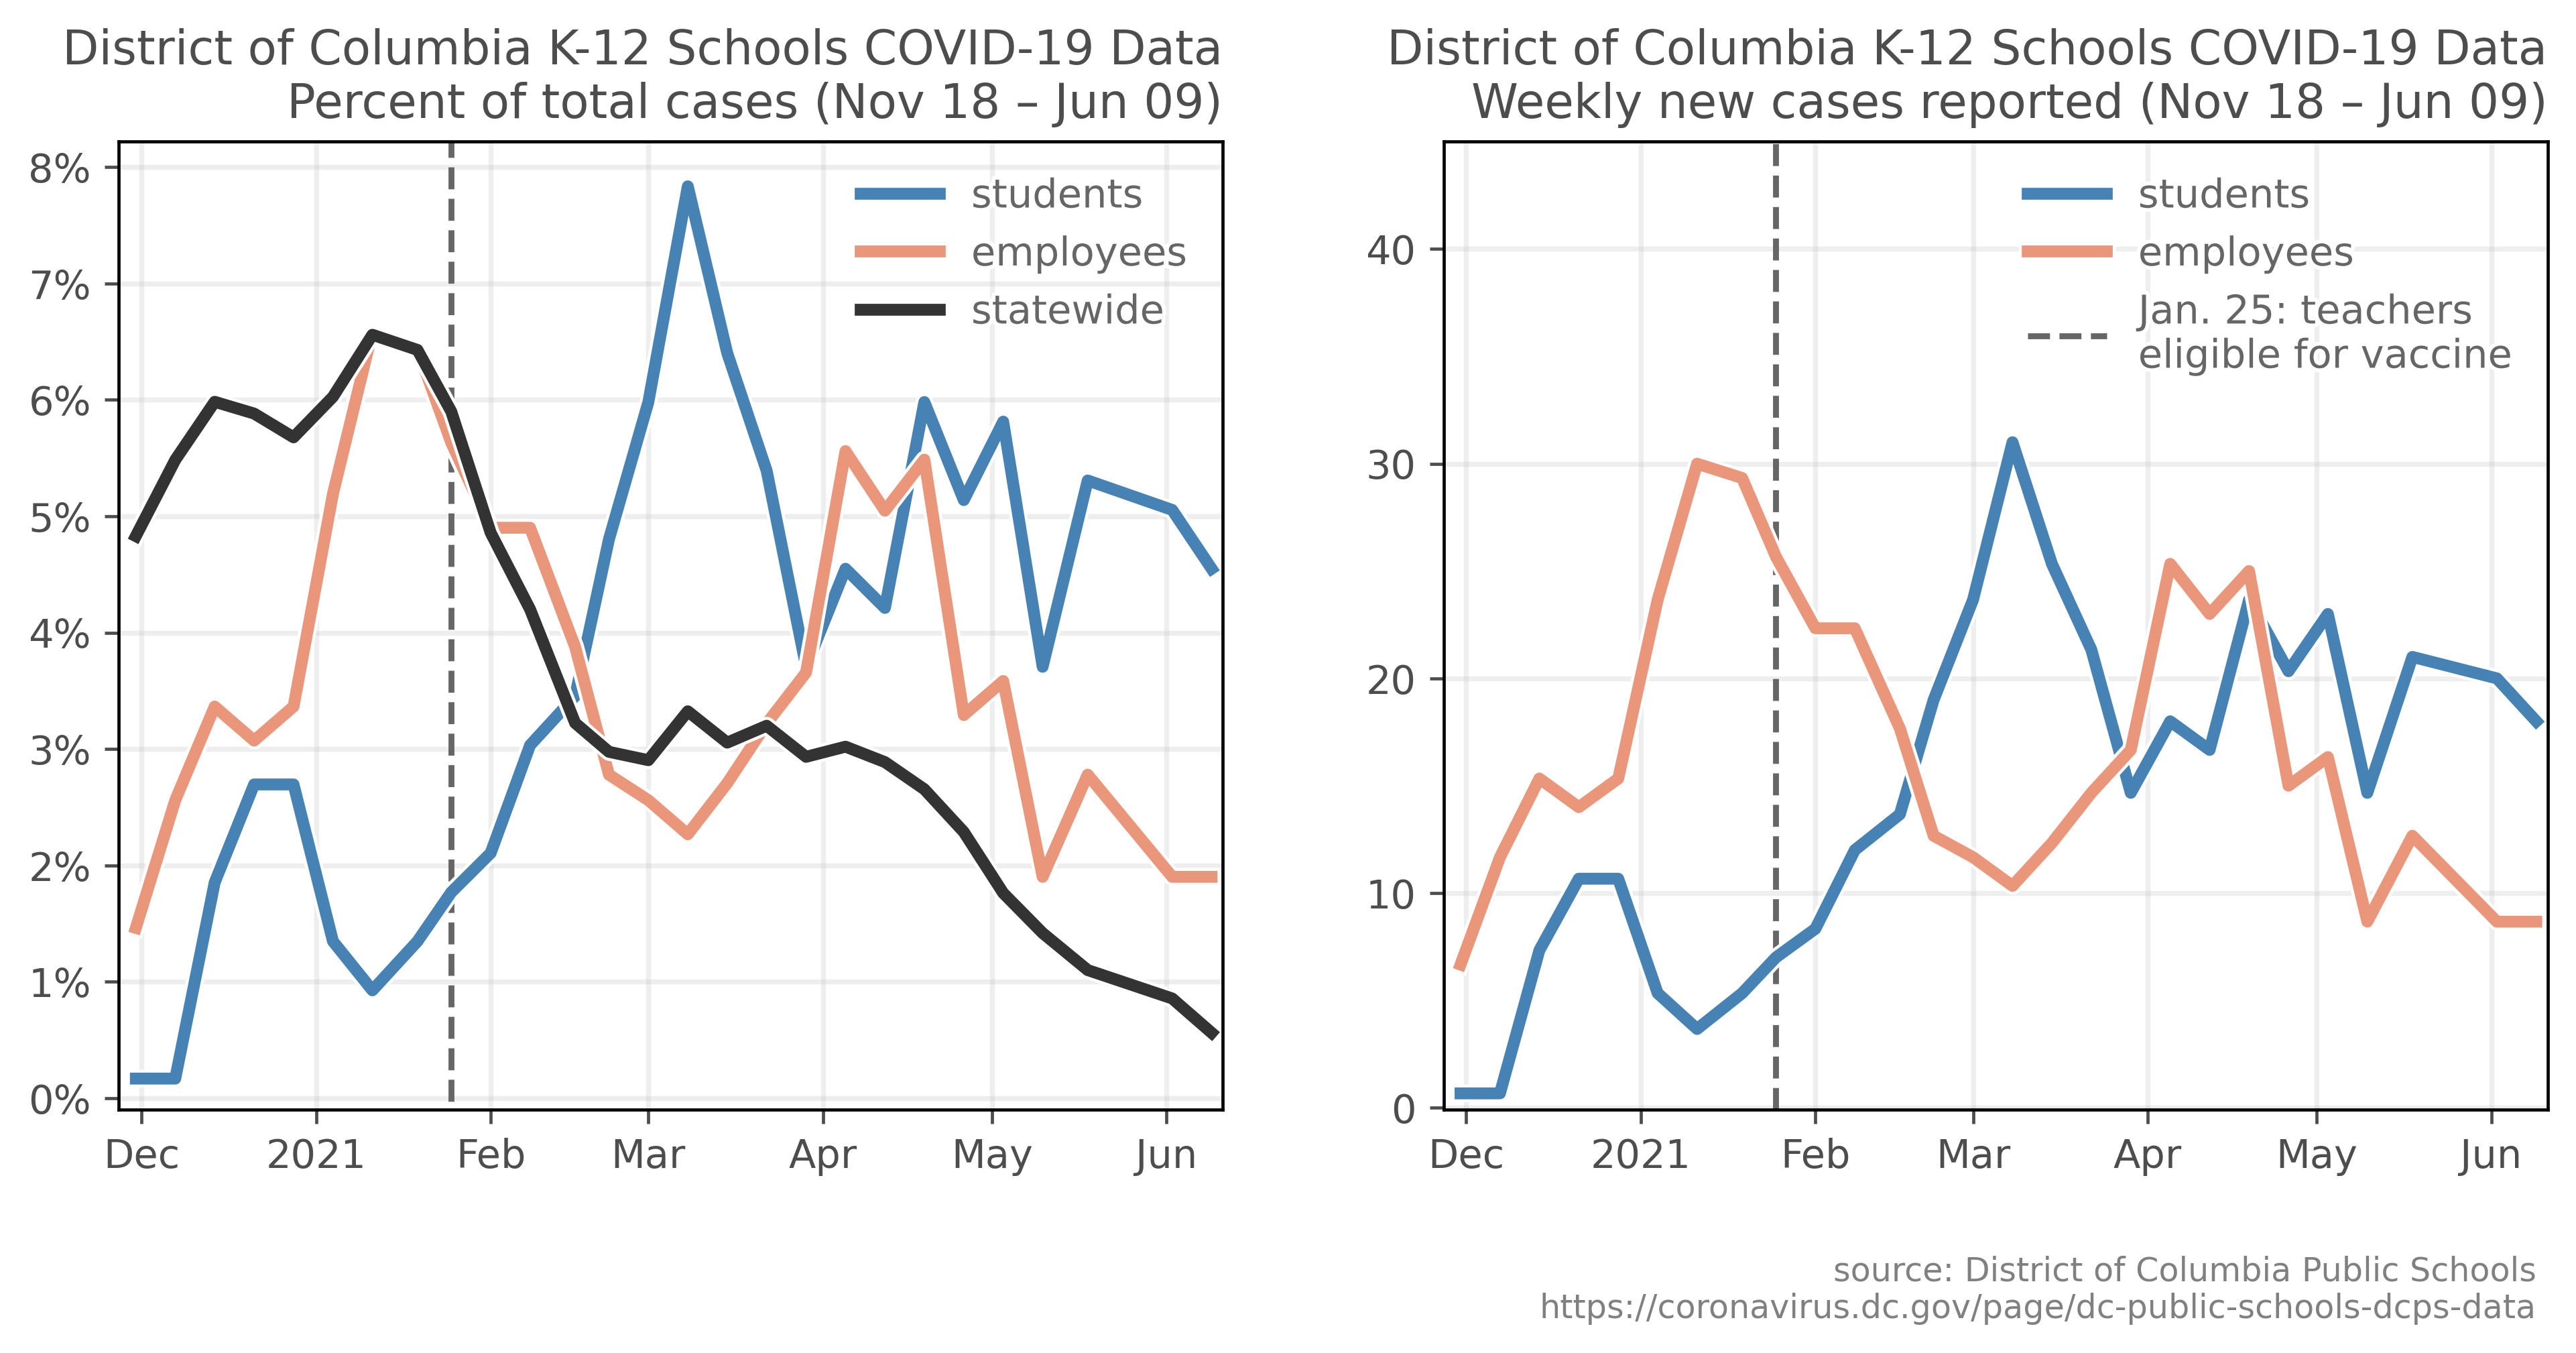 District of Columbia K-12 Schools COVID-19 Data
Percent of total cases (Nov 18 – Jun 09)
8%
7%
6%
5%
4%
3%
2%
1%
0%
students
employees
statewide
Dec
2021
Feb
Mar
Apr
May
Jun
District of Columbia K-12 Schools COVID-19 Data
Weekly new cases reported (Nov 18 – Jun 09)
40
30
20
10
0
students
employees
Jan. 25: teachers
eligible for vaccine
Dec
2021
Feb
Mar
Apr
May
Jun
source: District of Columbia Public Schools
https://coronavirus.dc.gov/page/dc-public-schools-dcps-data